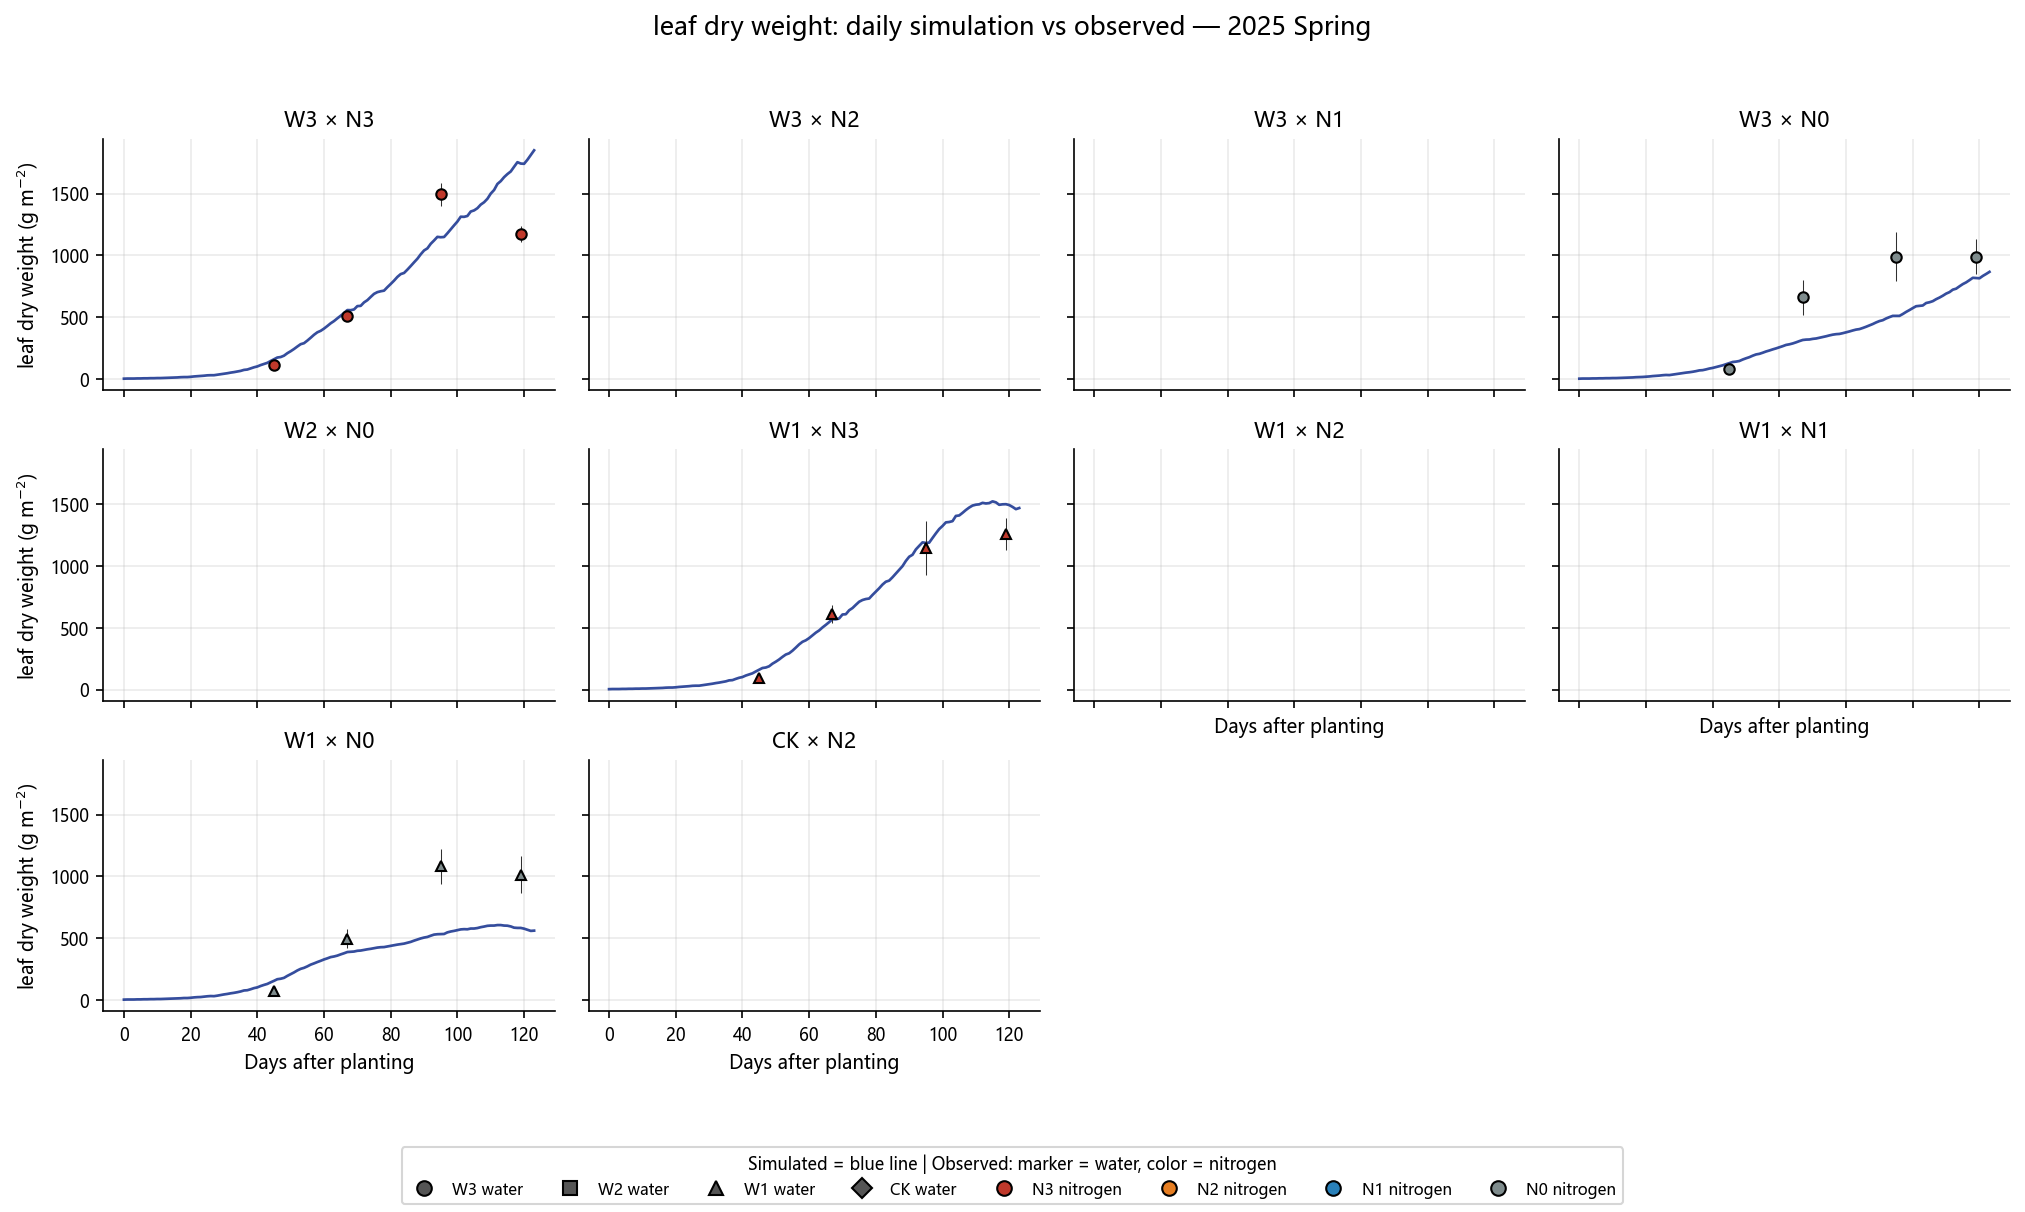 leaf dry weight: daily simulation vs observed — 2025 Spring
W3 × N3
W3 × N2
W3 × N1
W3 × N0
leaf dry weight (g m⁻²)
1500
1000
500
0
W2 × N0
W1 × N3
W1 × N2
W1 × N1
leaf dry weight (g m⁻²)
1500
1000
500
0
Days after planting
Days after planting
W1 × N0
CK × N2
leaf dry weight (g m⁻²)
1500
1000
500
0
0 20 40 60 80 100 120
0 20 40 60 80 100 120
Days after planting
Days after planting
Simulated = blue line | Observed: marker = water, color = nitrogen
W3 water W2 water W1 water CK water N3 nitrogen N2 nitrogen N1 nitrogen N0 nitrogen